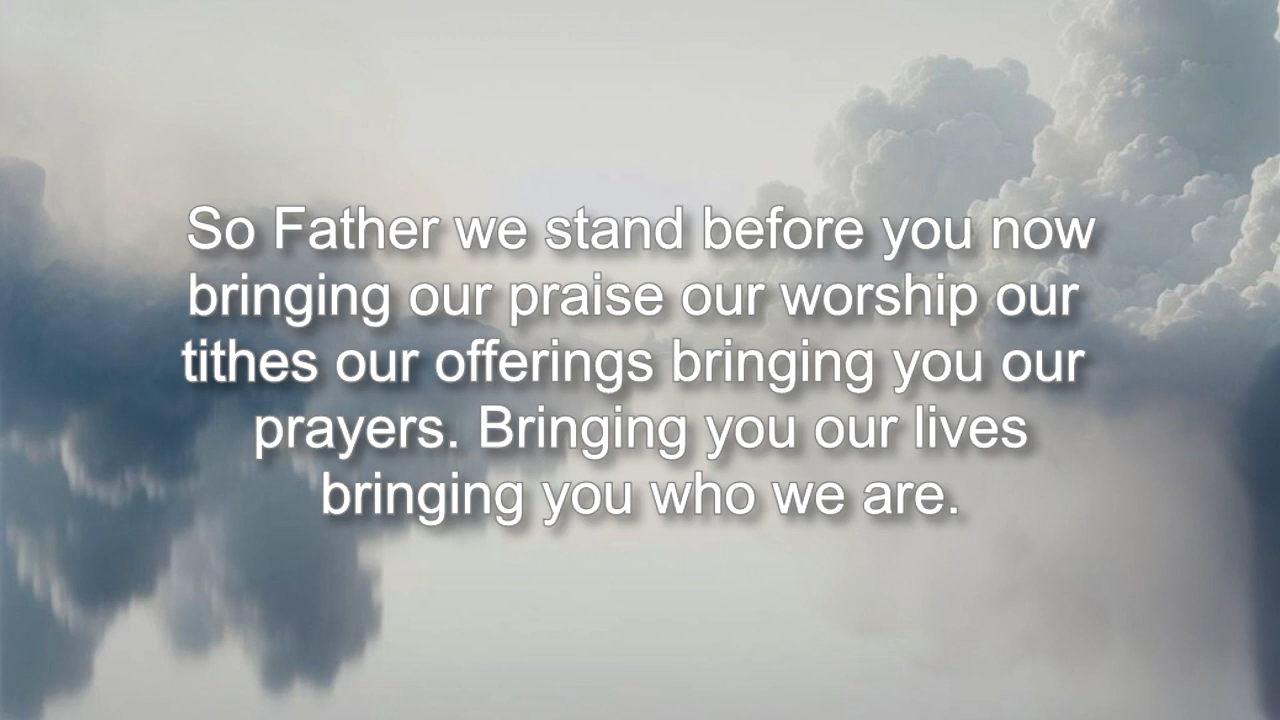 So Father we stand before you now
bringing our praise our worship our
tithes our offerings bringing you our
prayers. Bringing you our lives
bringing you who we are.